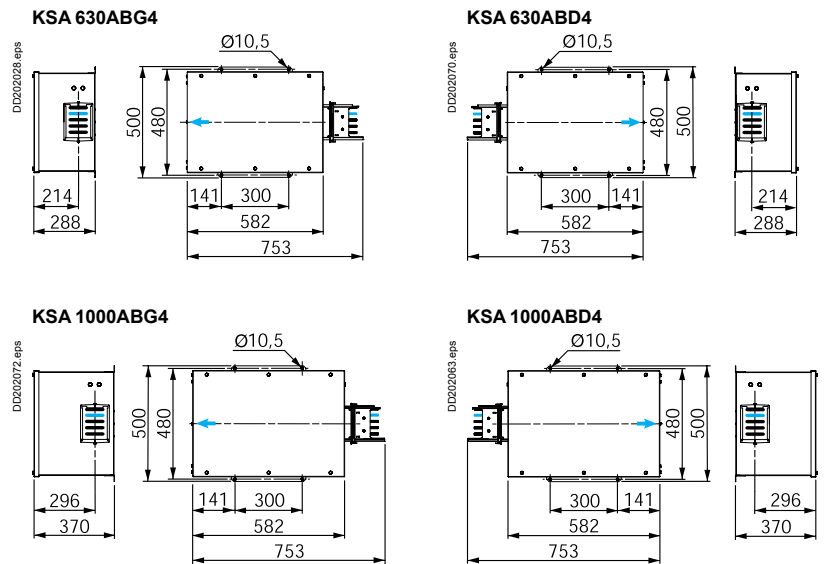 KSA 630ABG4
KSA 630ABD4
DD202028.eps
Ø10,5
500
480
214
288
141
300
582
753
DD202070.eps
Ø10,5
480
500
300
141
582
753
214
288
KSA 1000ABG4
KSA 1000ABD4
DD202072.eps
Ø10,5
500
480
296
370
141
300
582
753
DD202063.eps
Ø10,5
480
500
300
141
582
753
296
370